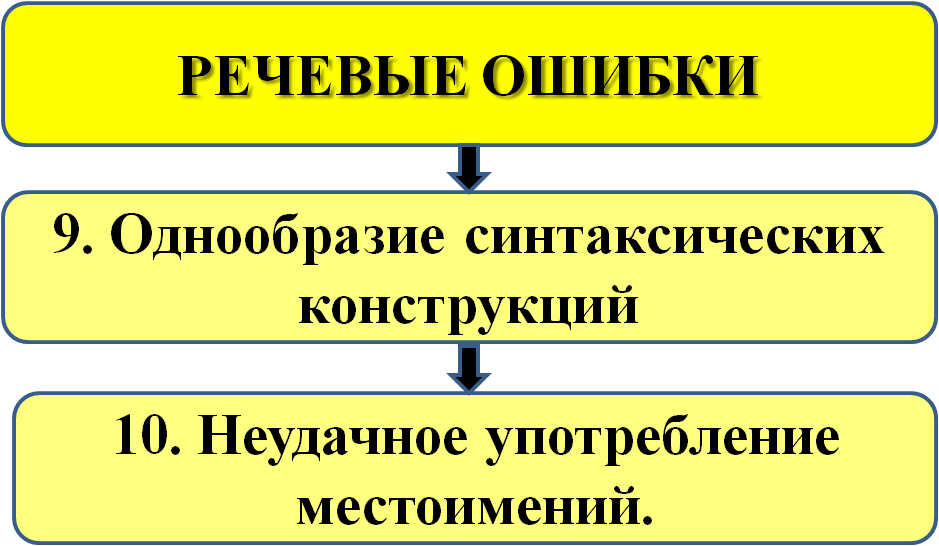 РЕЧЕВЫЕ ОШИБКИ
9. Однообразие синтаксических
конструкций
10. Неудачное употребление
местоимений.